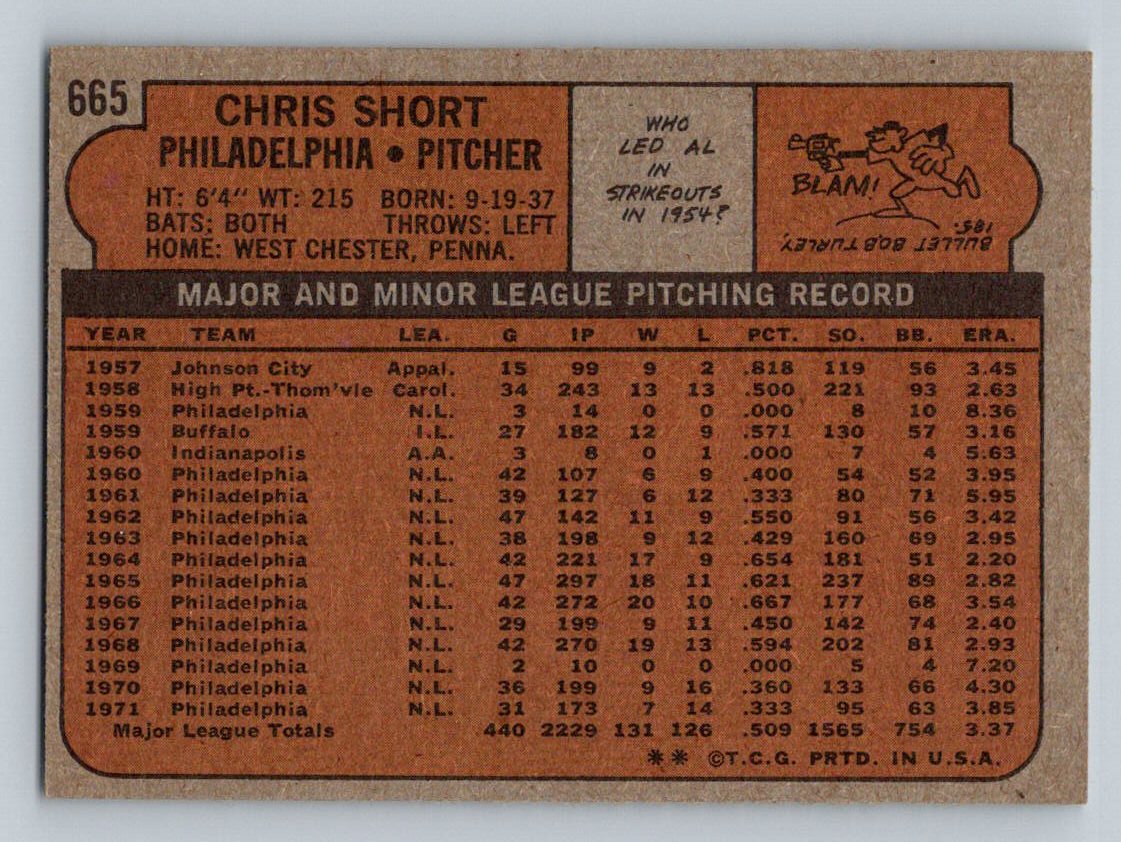 665
CHRIS SHORT
PHILADELPHIA • PITCHER
HT: 6'4" WT: 215 BORN: 9-19-37
BATS: BOTH THROWS: LEFT
HOME: WEST CHESTER, PENNA.
WHO
LED AL
IN
STRIKEOUTS
IN 1954?
BLAM!
BULLET BOB TURLEY,
185.
MAJOR AND MINOR LEAGUE PITCHING RECORD
YEAR TEAM LEA. G IP W L PCT. SO. BB. ERA.
1957 Johnson City Appal. 15 99 9 2 .818 119 56 3.45
1958 High Pt.-Thom'vle Carol. 34 243 13 13 .500 221 93 2.63
1959 Philadelphia N.L. 3 14 0 0 .000 8 10 8.36
1959 Buffalo I.L. 27 182 12 9 .571 130 57 3.16
1960 Indianapolis A.A. 3 8 0 1 .000 7 4 5.63
1960 Philadelphia N.L. 42 107 6 9 .400 54 52 3.95
1961 Philadelphia N.L. 39 127 6 12 .333 80 71 5.95
1962 Philadelphia N.L. 47 142 11 9 .550 91 56 3.42
1963 Philadelphia N.L. 38 198 9 12 .429 160 69 2.95
1964 Philadelphia N.L. 42 221 17 9 .654 181 51 2.20
1965 Philadelphia N.L. 47 297 18 11 .621 237 89 2.82
1966 Philadelphia N.L. 42 272 20 10 .667 177 68 3.54
1967 Philadelphia N.L. 29 199 9 11 .450 142 74 2.40
1968 Philadelphia N.L. 42 270 19 13 .594 202 81 2.93
1969 Philadelphia N.L. 2 10 0 0 .000 5 4 7.20
1970 Philadelphia N.L. 36 199 9 16 .360 133 66 4.30
1971 Philadelphia N.L. 31 173 7 14 .333 95 63 3.85
Major League Totals 440 2229 131 126 .509 1565 754 3.37
** ©T.C.G. PRTD. IN U.S.A.